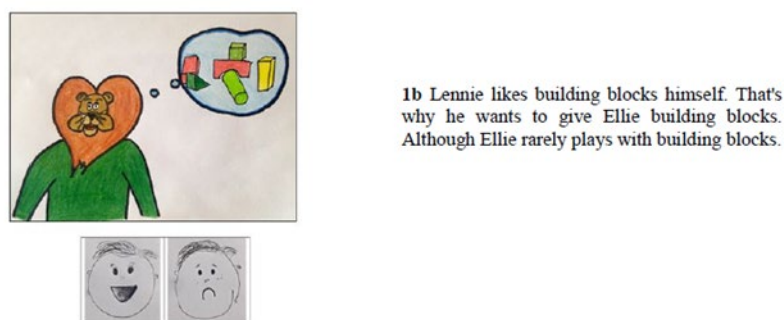 1b Lennie likes building blocks himself. That's
why he wants to give Ellie building blocks.
Although Ellie rarely plays with building blocks.